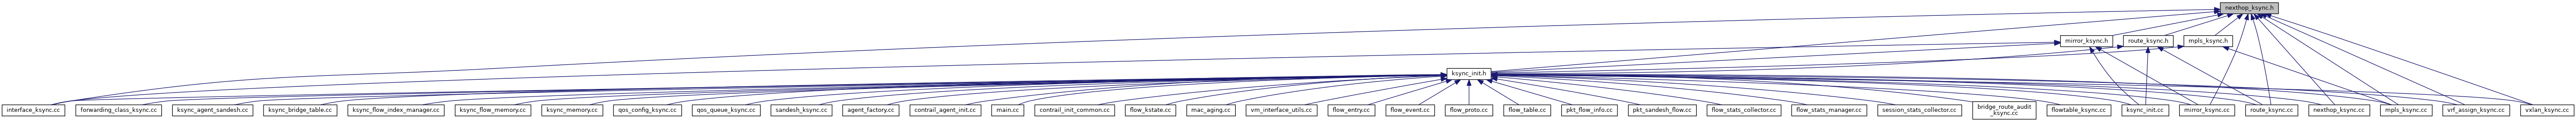 nexthop_ksync.h
mirror_ksync.h
route_ksync.h
mpls_ksync.h
ksync_init.h
interface_ksync.cc
forwarding_class_ksync.cc
ksync_agent_sandesh.cc
ksync_bridge_table.cc
ksync_flow_index_manager.cc
ksync_flow_memory.cc
ksync_memory.cc
qos_config_ksync.cc
qos_queue_ksync.cc
sandesh_ksync.cc
agent_factory.cc
contrail_agent_init.cc
main.cc
contrail_init_common.cc
flow_kstate.cc
mac_aging.cc
vm_interface_utils.cc
flow_entry.cc
flow_event.cc
flow_proto.cc
flow_table.cc
pkt_flow_info.cc
pkt_sandesh_flow.cc
flow_stats_collector.cc
flow_stats_manager.cc
session_stats_collector.cc
bridge_route_audit
_ksync.cc
flowtable_ksync.cc
ksync_init.cc
mirror_ksync.cc
route_ksync.cc
nexthop_ksync.cc
mpls_ksync.cc
vrf_assign_ksync.cc
vxlan_ksync.cc